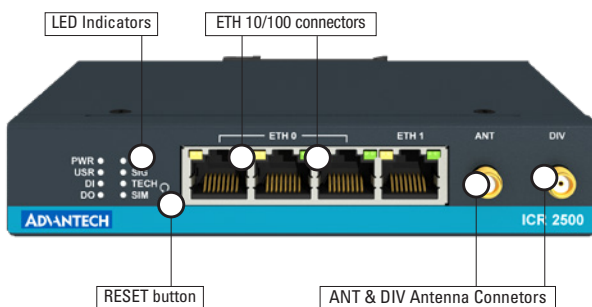 LED Indicators
ETH 10/100 connectors
ETH 0
ETH 1
ANT
DIV
PWR
USR
SIG
DI
TECH
DO
SIM
ADVANTECH
ICR 2500
RESET button
ANT & DIV Antenna Connetors